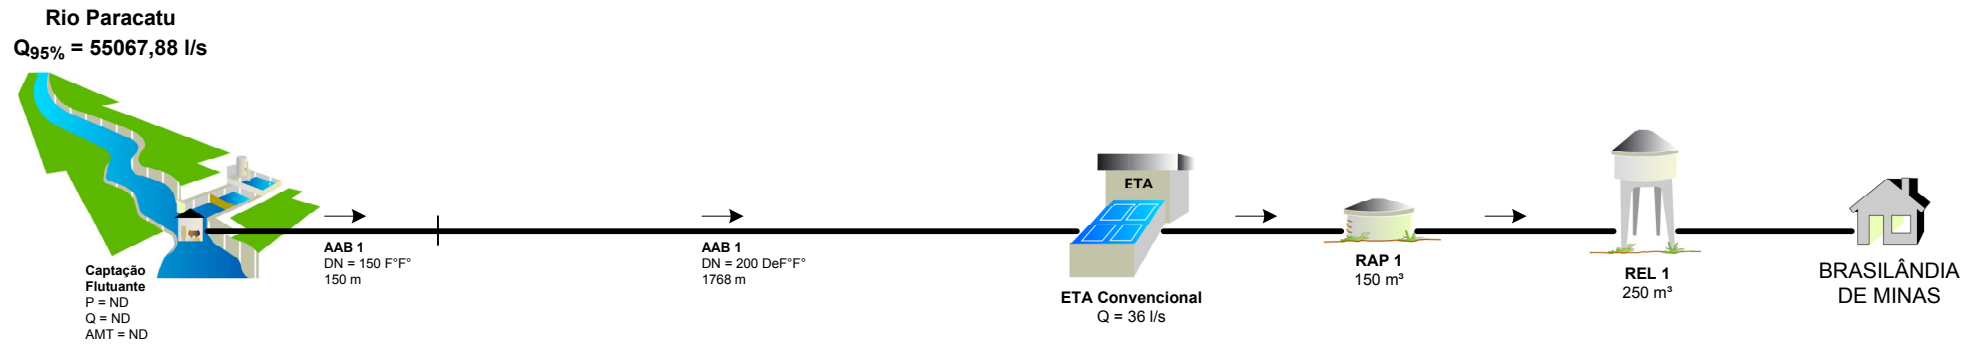 Rio Paracatu
Q95% = 55067,88 l/s
Captação
Flutuante
P = ND
Q = ND
AMT = ND
AAB 1
DN = 150 F°F°
150 m
AAB 1
DN = 200 DeF°F°
1768 m
ETA
ETA Convencional
Q = 36 l/s
RAP 1
150 m³
REL 1
250 m³
BRASILÂNDIA
DE MINAS